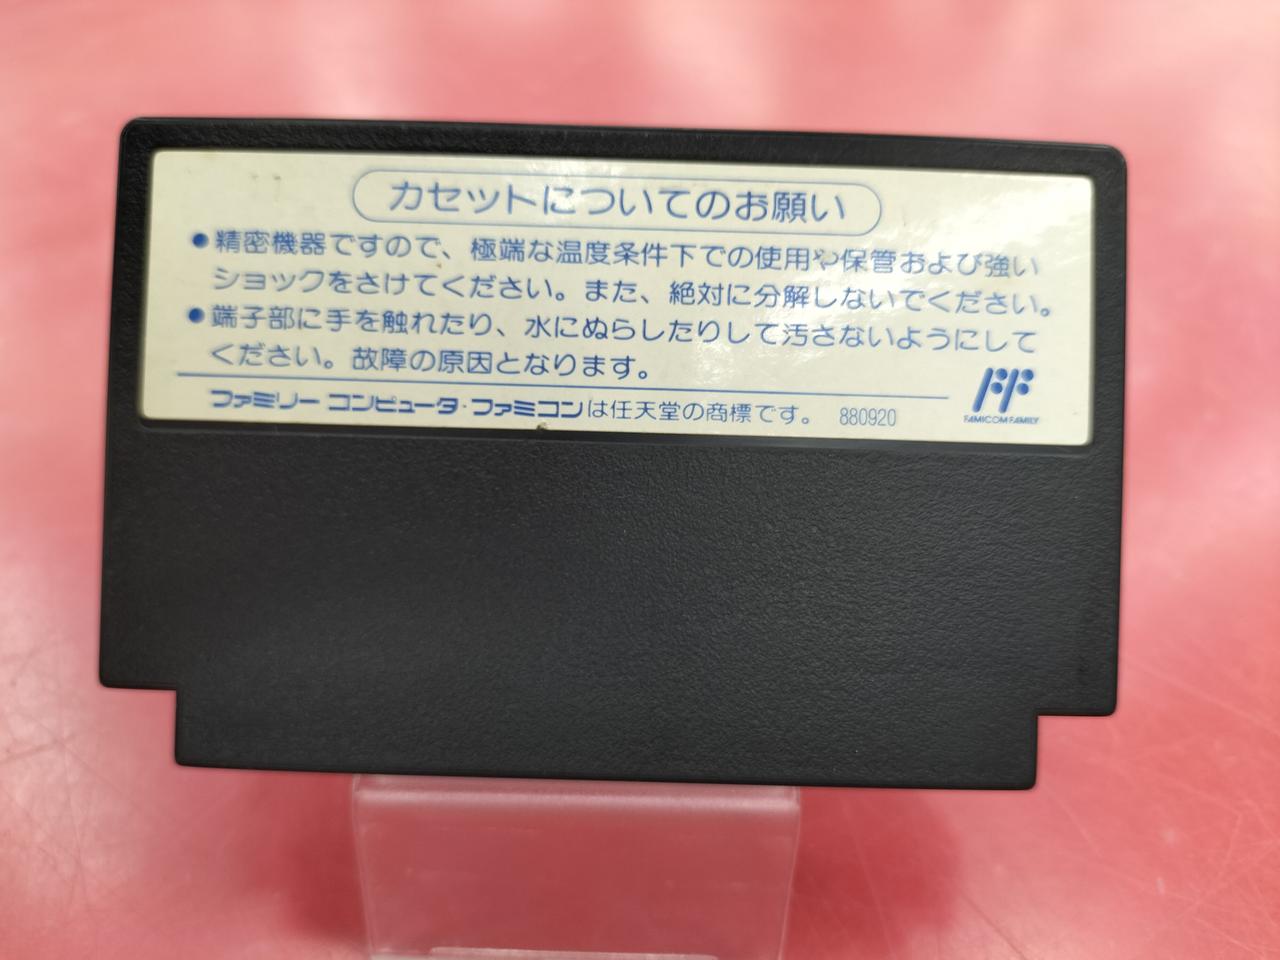 カセットについてのお願い
●精密機器ですので、極端な温度条件下での使用や保管および強い
ショックをさけてください。また、絶対に分解しないでください。
●端子部に手を触れたり、水にぬらしたりして汚さないようにして
ください。故障の原因となります。
ファミリー コンピュータ・ファミコンは任天堂の商標です。 880920
FF
FAMICOM FAMILY